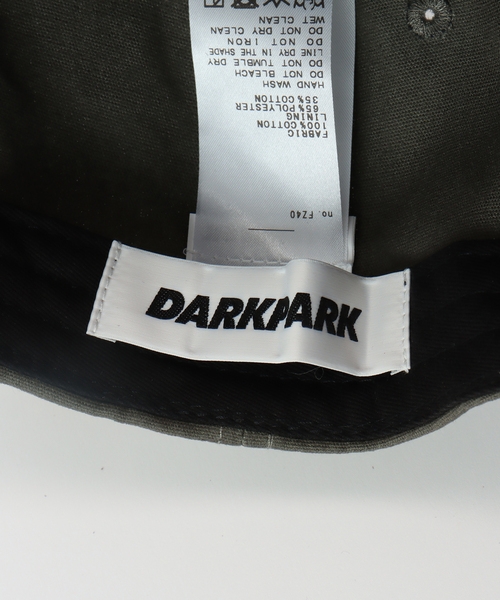 DARKPARK
no. FZ40
FABRIC
100% COTTON
LINING
65% POLYESTER
35% COTTON
HAND WASH
DO NOT BLEACH
DO NOT TUMBLE DRY
LINE DRY IN THE SHADE
DO NOT IRON
DO NOT DRY CLEAN
WET CLEAN